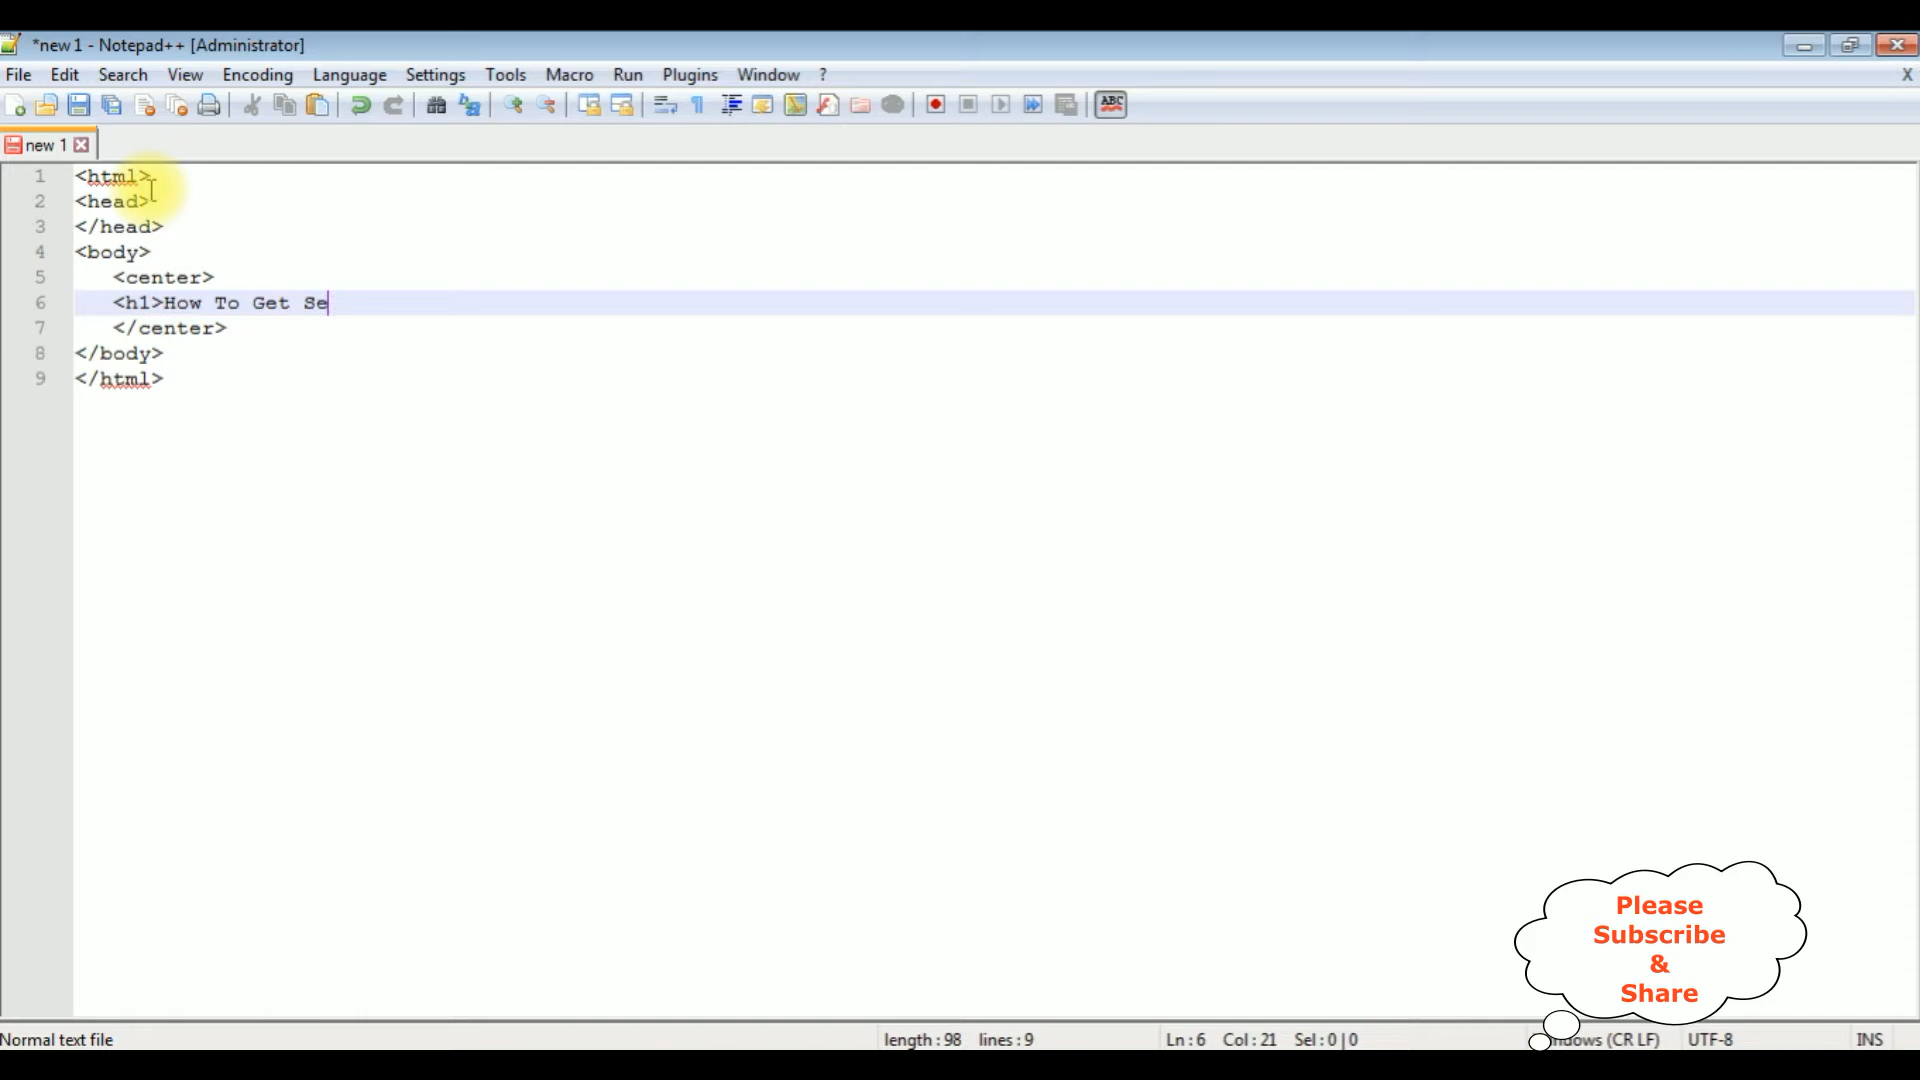 *new 1 - Notepad++ [Administrator]
File Edit Search View Encoding Language Settings Tools Macro Run Plugins Window ? X
ABC
new 1
1 <html>
2 <head>
3 </head>
4 <body>
5 <center>
6 <h1>How To Get Se
7 </center>
8 </body>
9 </html>
Please
Subscribe
&
Share
Normal text file length : 98 lines : 9 Ln : 6 Col : 21 Sel : 0 | 0 (CR LF) UTF-8 INS